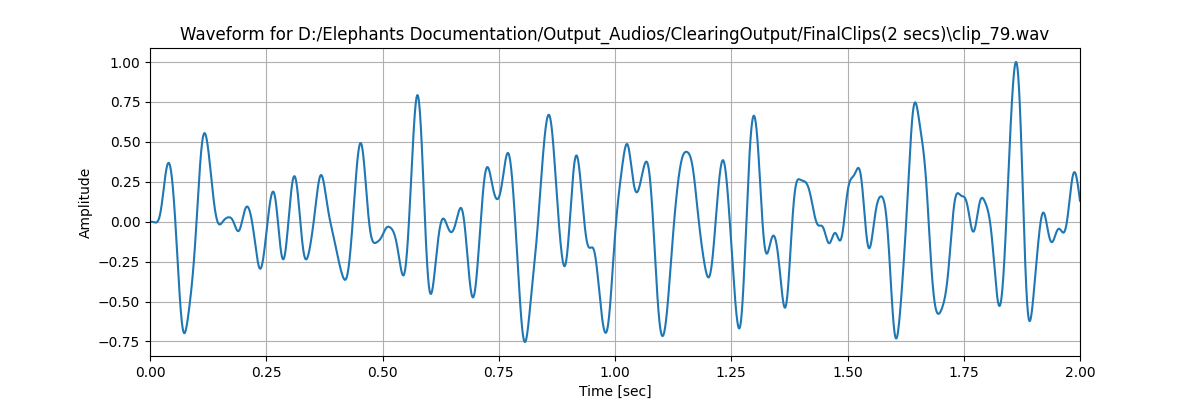 Waveform for D:/Elephants Documentation/Output_Audios/ClearingOutput/FinalClips(2 secs)\clip_79.wav
1.00
0.75
0.50
0.25
0.00
−0.25
−0.50
−0.75
Amplitude
0.00 0.25 0.50 0.75 1.00 1.25 1.50 1.75 2.00
Time [sec]